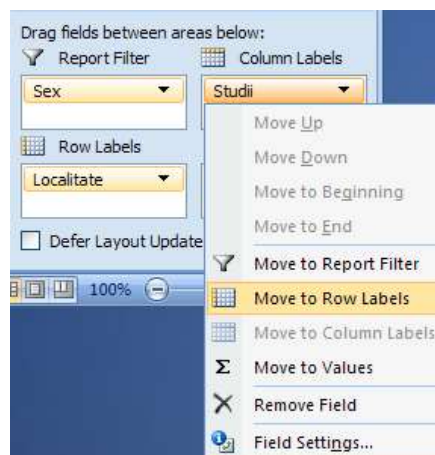 Drag fields between areas below:
Report Filter
Column Labels
Sex
Studii
Row Labels
Localitate
Defer Layout Update
100%
Move Up
Move Down
Move to Beginning
Move to End
Move to Report Filter
Move to Row Labels
Move to Column Labels
Σ Move to Values
Remove Field
Field Settings...